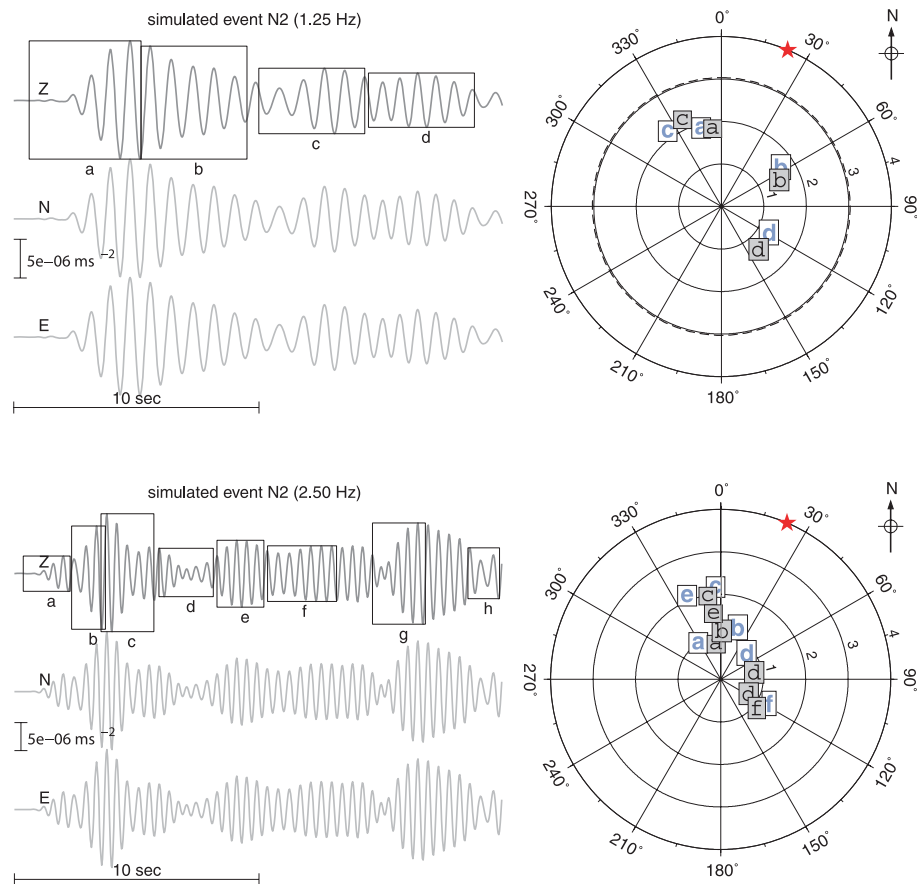 simulated event N2 (1.25 Hz)
Z
a
b
c
d
N
5e−06 ms −2
E
10 sec
0°
30°
60°
90°
120°
150°
180°
210°
240°
270°
300°
330°
1
2
3
4
N
c
c
a
a
b
b
d
d
simulated event N2 (2.50 Hz)
Z
a
b
c
d
e
f
g
h
N
5e−06 ms −2
E
10 sec
0°
30°
60°
90°
120°
150°
180°
210°
240°
270°
300°
330°
1
2
3
N
e
c
c
e
b
b
a
a
d
d
d
f
f